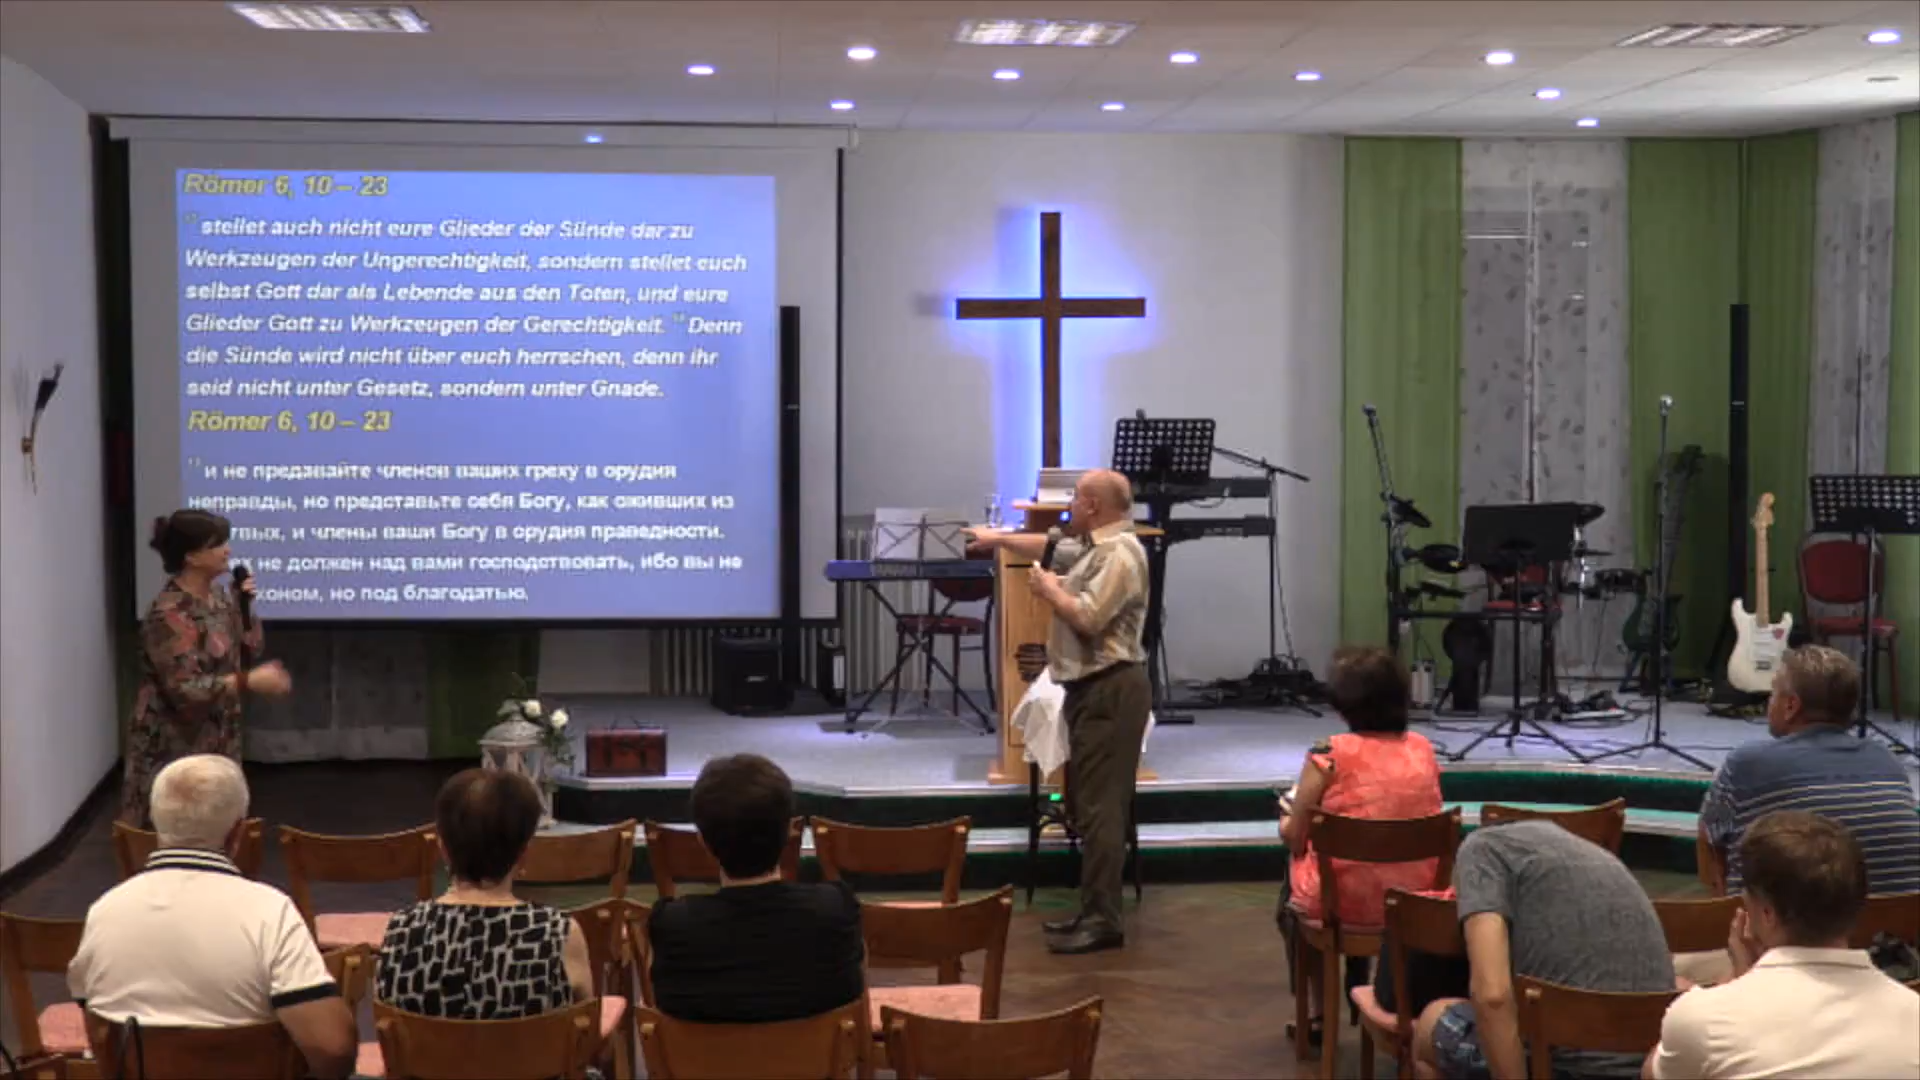 Römer 6, 10 – 23
stellet auch nicht eure Glieder der Sünde dar zu
Werkzeugen der Ungerechtigkeit, sondern stellet euch
selbst Gott dar als Lebende aus den Toten, und eure
Glieder Gott zu Werkzeugen der Gerechtigkeit. Denn
die Sünde wird nicht über euch herrschen, denn ihr
seid nicht unter Gesetz, sondern unter Gnade.
Römer 6, 10 – 23
и не предавайте членов ваших греху в орудия
неправды, но представьте себя Богу, как оживших из
твых, и члены ваши Богу в орудия праведности.
ех не должен над вами господствовать, ибо вы не
коном, но под благодатью.